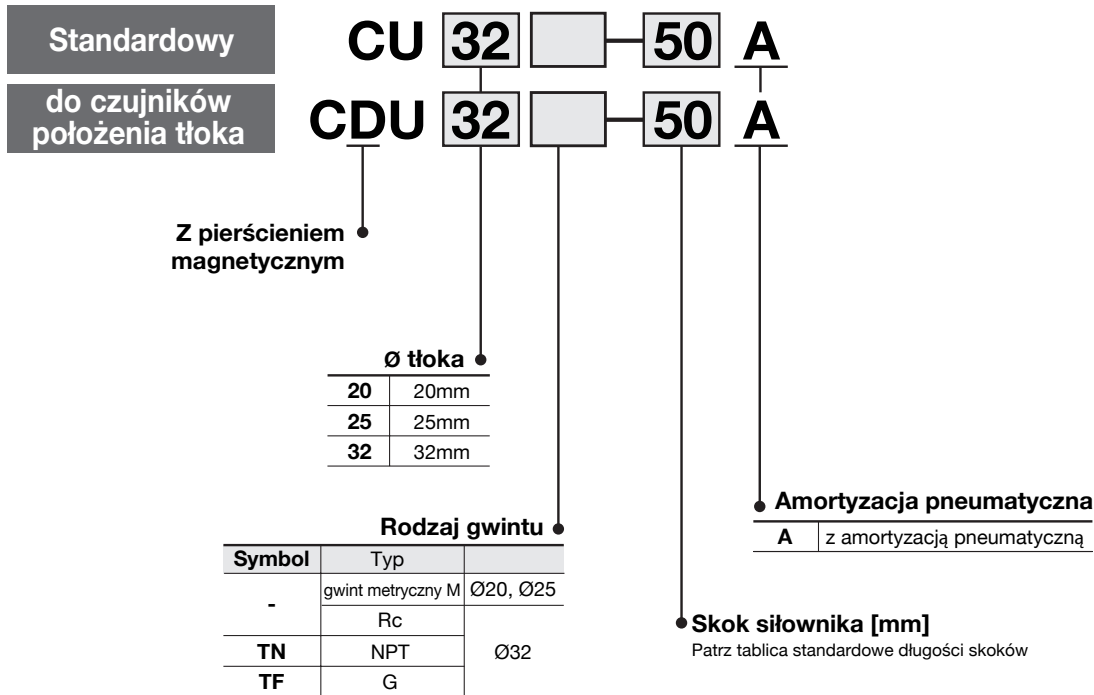 Standardowy
CU 32 - 50 A
do czujników
położenia tłoka
CDU 32 - 50 A
Z pierścieniem
magnetycznym
Ø tłoka
20 20mm
25 25mm
32 32mm
Rodzaj gwintu
Symbol Typ
- gwint metryczny M Ø20, Ø25
Rc
TN NPT Ø32
TF G
Amortyzacja pneumatyczna
A z amortyzacją pneumatyczną
Skok siłownika [mm]
Patrz tablica standardowe długości skoków